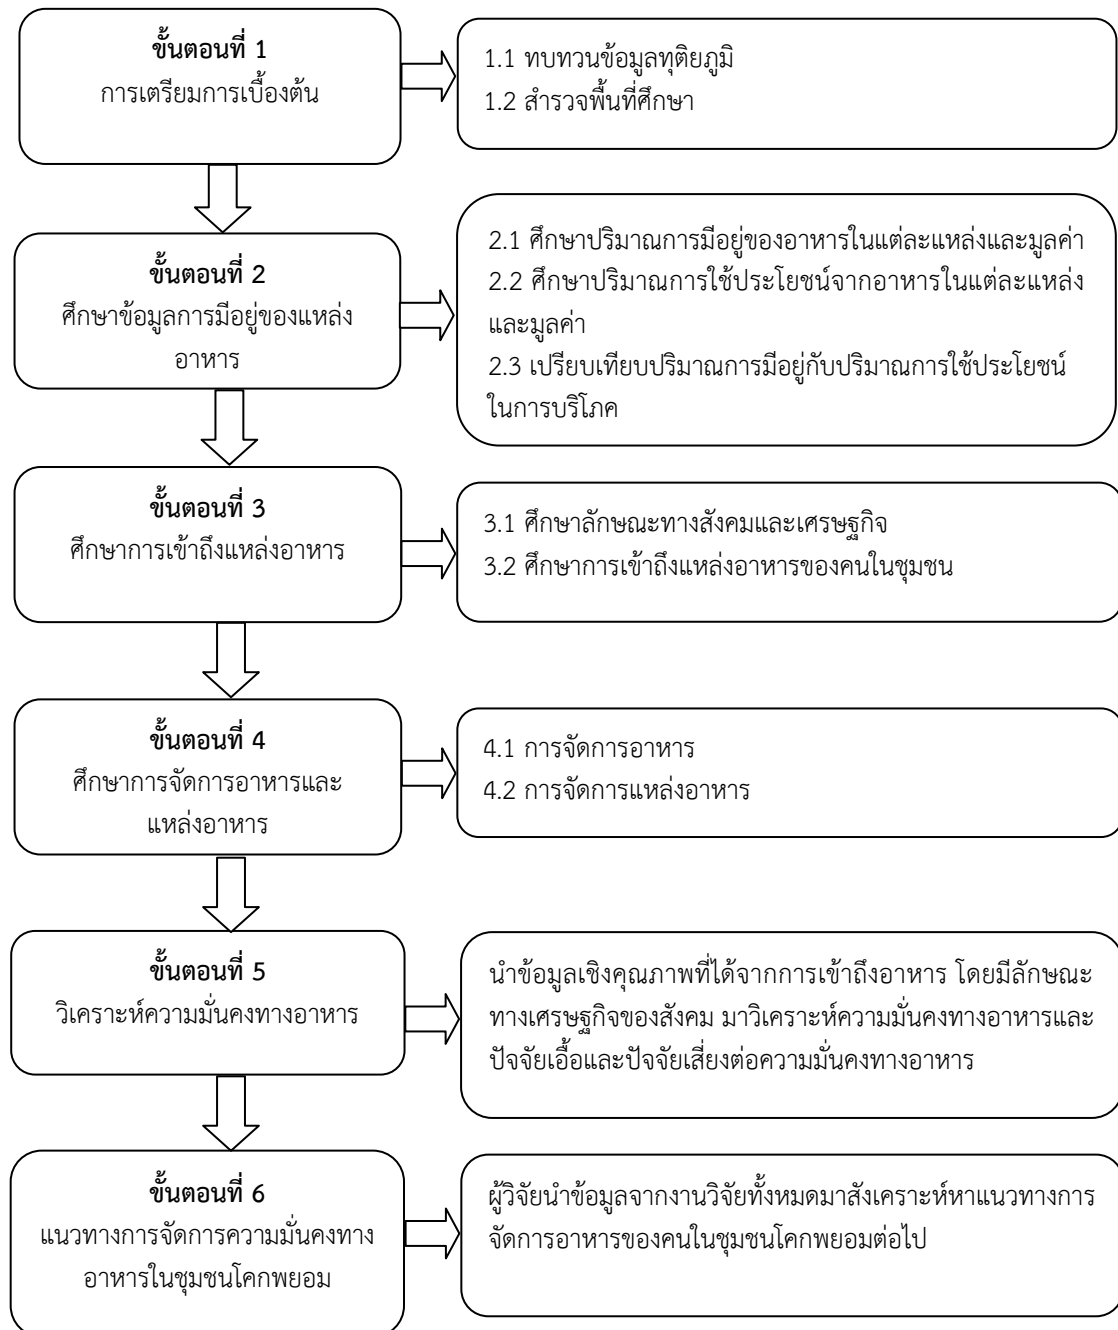 ขั้นตอนที่ 1
การเตรียมการเบื้องต้น
1.1 ทบทวนข้อมูลทุติยภูมิ
1.2 สำรวจพื้นที่ศึกษา
ขั้นตอนที่ 2
ศึกษาข้อมูลการมีอยู่ของแหล่ง
อาหาร
2.1 ศึกษาปริมาณการมีอยู่ของอาหารในแต่ละแหล่งและมูลค่า
2.2 ศึกษาปริมาณการใช้ประโยชน์จากอาหารในแต่ละแหล่ง
และมูลค่า
2.3 เปรียบเทียบปริมาณการมีอยู่กับปริมาณการใช้ประโยชน์
ในการบริโภค
ขั้นตอนที่ 3
ศึกษาการเข้าถึงแหล่งอาหาร
3.1 ศึกษาลักษณะทางสังคมและเศรษฐกิจ
3.2 ศึกษาการเข้าถึงแหล่งอาหารของคนในชุมชน
ขั้นตอนที่ 4
ศึกษาการจัดการอาหารและ
แหล่งอาหาร
4.1 การจัดการอาหาร
4.2 การจัดการแหล่งอาหาร
ขั้นตอนที่ 5
วิเคราะห์ความมั่นคงทางอาหาร
นำข้อมูลเชิงคุณภาพที่ได้จากการเข้าถึงอาหาร โดยมีลักษณะ
ทางเศรษฐกิจของสังคม มาวิเคราะห์ความมั่นคงทางอาหารและ
ปัจจัยเอื้อและปัจจัยเสี่ยงต่อความมั่นคงทางอาหาร
ขั้นตอนที่ 6
แนวทางการจัดการความมั่นคงทาง
อาหารในชุมชนโคกพยอม
ผู้วิจัยนำข้อมูลจากงานวิจัยทั้งหมดมาสังเคราะห์หาแนวทางการ
จัดการอาหารของคนในชุมชนโคกพยอมต่อไป